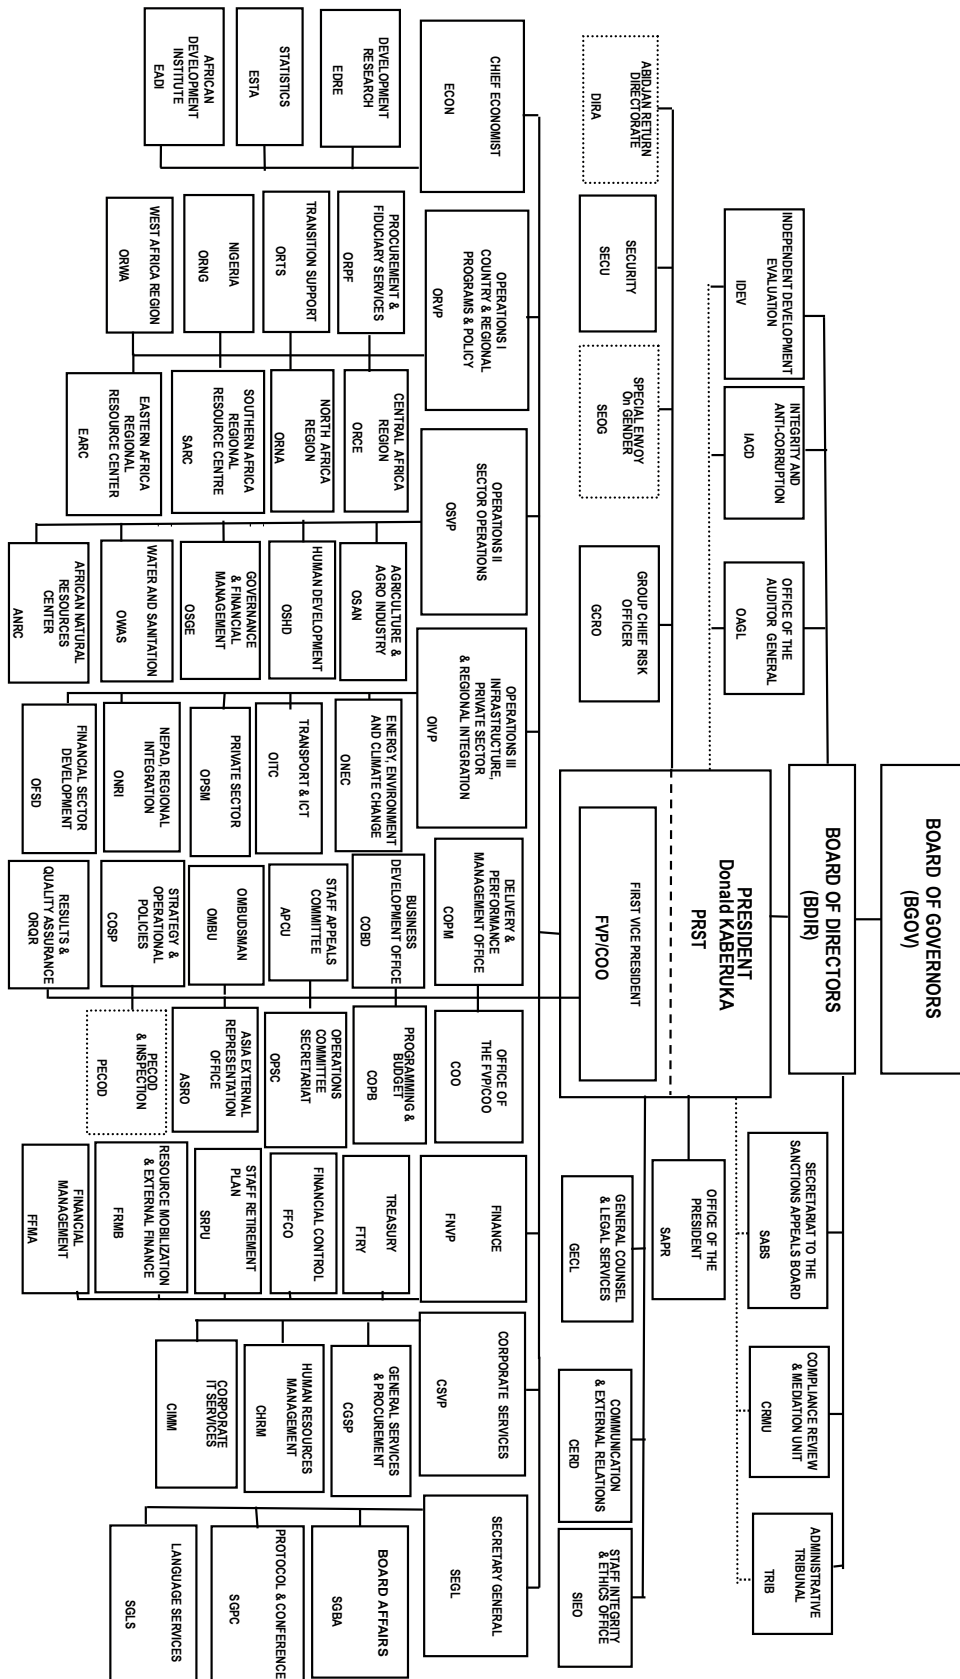 BOARD OF GOVERNORS
(BGOV)
BOARD OF DIRECTORS
(BDIR)
INDEPENDENT DEVELOPMENT
EVALUATION
IDEV
INTEGRITY AND
ANTI-CORRUPTION
IACD
OFFICE OF THE
AUDITOR GENERAL
OAGL
SECRETARIAT TO THE
SANCTIONS APPEALS BOARD
SABS
COMPLIANCE REVIEW
& MEDIATION UNIT
CRMU
ADMINISTRATIVE
TRIBUNAL
TRIB
PRESIDENT
Donald KABERUKA
PRST
OFFICE OF THE
PRESIDENT
SAPR
FIRST VICE PRESIDENT
FVP/COO
ABIDJAN RETURN
DIRECTORATE
DIRA
SECURITY
SECU
SPECIAL ENVOY
On GENDER
SEOG
GROUP CHIEF RISK
OFFICER
GCRO
GENERAL COUNSEL
& LEGAL SERVICES
GECL
COMMUNICATION
& EXTERNAL RELATIONS
CERD
STAFF INTEGRITY
& ETHICS OFFICE
SIEO
CHIEF ECONOMIST
ECON
DEVELOPMENT
RESEARCH
EDRE
STATISTICS
ESTA
AFRICAN
DEVELOPMENT
INSTITUTE
EADI
OPERATIONS I
COUNTRY & REGIONAL
PROGRAMS & POLICY
ORVP
PROCUREMENT &
FIDUCIARY SERVICES
ORPF
TRANSITION SUPPORT
ORTS
NIGERIA
ORNG
WEST AFRICA REGION
ORWA
CENTRAL AFRICA
REGION
ORCE
NORTH AFRICA
REGION
ORNA
SOUTHERN AFRICA
REGIONAL
RESOURCE CENTRE
SARC
EASTERN AFRICA
REGIONAL
RESOURCE CENTER
EARC
OPERATIONS II
SECTOR OPERATIONS
OSVP
AGRICULTURE &
AGRO INDUSTRY
OSAN
HUMAN DEVELOPMENT
OSHD
GOVERNANCE
& FINANCIAL
MANAGEMENT
OSGE
WATER AND SANITATION
OWAS
AFRICAN NATURAL
RESOURCES
CENTER
ANRC
OPERATIONS III
INFRASTRUCTURE,
PRIVATE SECTOR
& REGIONAL INTEGRATION
OIVP
ENERGY, ENVIRONMENT
AND CLIMATE CHANGE
ONEC
TRANSPORT & ICT
OITC
PRIVATE SECTOR
OPSM
NEPAD, REGIONAL
INTEGRATION
ONRI
FINANCIAL SECTOR
DEVELOPMENT
OFSD
DELIVERY &
PERFORMANCE
MANAGEMENT OFFICE
COPM
BUSINESS
DEVELOPMENT OFFICE
COBD
STAFF APPEALS
COMMITTEE
APCU
OMBUDSMAN
OMBU
STRATEGY &
OPERATIONAL
POLICIES
COSP
RESULTS &
QUALITY ASSURANCE
ORQR
OFFICE OF
THE FVP/COO
COO
PROGRAMMING &
BUDGET
COPB
OPERATIONS
COMMITTEE
SECRETARIAT
OPSC
ASIA EXTERNAL
REPRESENTATION
OFFICE
ASRO
PECOD
& INSPECTION
PECOD
FINANCE
FNVP
TREASURY
FTRY
FINANCIAL CONTROL
FFCO
STAFF RETIREMENT
PLAN
SRPU
RESOURCE MOBILIZATION
& EXTERNAL FINANCE
FRMB
FINANCIAL
MANAGEMENT
FFMA
CORPORATE SERVICES
CSVP
GENERAL SERVICES
& PROCUREMENT
CGSP
HUMAN RESOURCES
MANAGEMENT
CHRM
CORPORATE
IT SERVICES
CIMM
SECRETARY GENERAL
SEGL
BOARD AFFAIRS
SGBA
PROTOCOL & CONFERENCE
SGPC
LANGUAGE SERVICES
SGLS